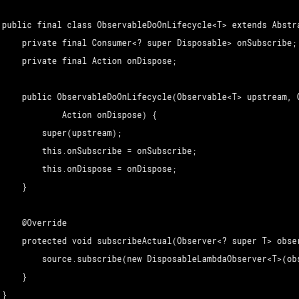 public final class ObservableDoOnLifecycle<T> extends Abstra
private final Consumer<? super Disposable> onSubscribe;
private final Action onDispose;
public ObservableDoOnLifecycle(Observable<T> upstream,
Action onDispose) {
super(upstream);
this.onSubscribe = onSubscribe;
this.onDispose = onDispose;
}
@Override
protected void subscribeActual(Observer<? super T> obser
source.subscribe(new DisposableLambdaObserver<T>(obs
}
}